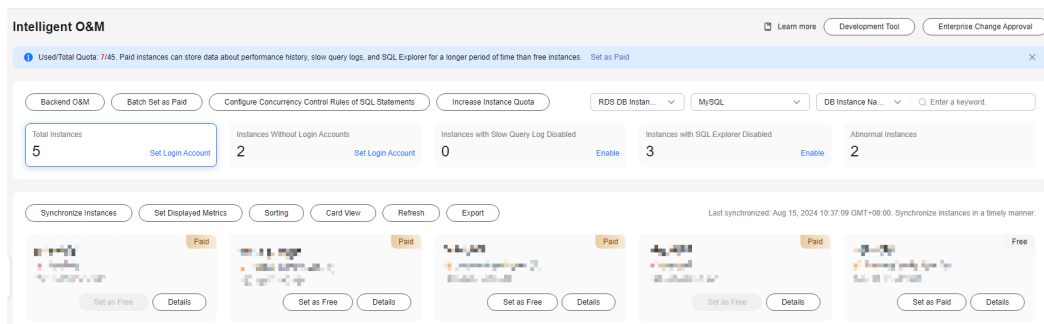 Intelligent O&M
Learn more Development Tool Enterprise Change Approval
Used/Total Quota: 7/45. Paid instances can store data about performance history, slow query logs, and SQL Explorer for a longer period of time than free instances. Set as Paid
Backend O&M Batch Set as Paid Configure Concurrency Control Rules of SQL Statements Increase Instance Quota RDS DB Instan... MySQL DB Instance Na... Enter a keyword.
Total Instances Instances Without Login Accounts Instances with Slow Query Log Disabled Instances with SQL Explorer Disabled Abnormal Instances
5 Set Login Account 2 Set Login Account 0 Enable 3 Enable 2
Synchronize Instances Set Displayed Metrics Sorting Card View Refresh Export Last synchronized: Aug 15, 2024 10:37:09 GMT+08:00. Synchronize instances in a timely manner.
Paid Paid Paid Paid Free
Set as Free Details Set as Free Details Set as Free Details Set as Free Details Set as Paid Details